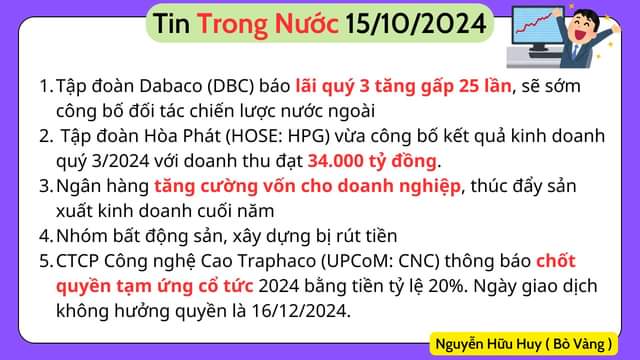 Tin Trong Nước 15/10/2024
1. Tập đoàn Dabaco (DBC) báo lãi quý 3 tăng gấp 25 lần, sẽ sớm
công bố đối tác chiến lược nước ngoài
2. Tập đoàn Hòa Phát (HOSE: HPG) vừa công bố kết quả kinh doanh
quý 3/2024 với doanh thu đạt 34.000 tỷ đồng.
3. Ngân hàng tăng cường vốn cho doanh nghiệp, thúc đẩy sản
xuất kinh doanh cuối năm
4. Nhóm bất động sản, xây dựng bị rút tiền
5. CTCP Công nghệ Cao Traphaco (UPCoM: CNC) thông báo chốt
quyền tạm ứng cổ tức 2024 bằng tiền tỷ lệ 20%. Ngày giao dịch
không hưởng quyền là 16/12/2024.
Nguyễn Hữu Huy ( Bò Vàng )